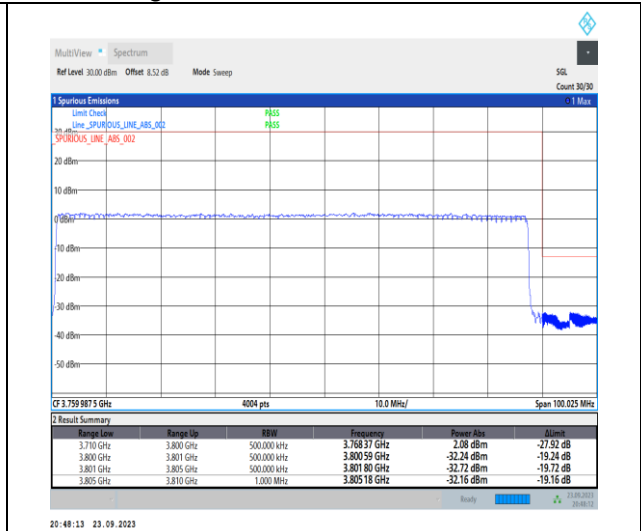 MultiView Spectrum
Ref Level 30.00 dBm Offset 8.52 dB Mode Sweep SGL
Count 30/30
1 Spurious Emissions 1 Max
Limit Check PASS
Line _SPURIOUS_LINE_ABS_002 PASS
_SPURIOUS_LINE_ABS_002
20 dBm
10 dBm
0 dBm
-10 dBm
-20 dBm
-30 dBm
-40 dBm
-50 dBm
CF 3.759 987 5 GHz 4004 pts 10.0 MHz/ Span 100.025 MHz
2 Result Summary
Range Low Range Up RBW Frequency Power Abs ΔLimit
3.710 GHz 3.800 GHz 500.000 kHz 3.768 37 GHz 2.08 dBm -27.92 dB
3.800 GHz 3.801 GHz 500.000 kHz 3.800 59 GHz -32.24 dBm -19.24 dB
3.801 GHz 3.805 GHz 500.000 kHz 3.801 80 GHz -32.72 dBm -19.72 dB
3.805 GHz 3.810 GHz 1.000 MHz 3.805 18 GHz -32.16 dBm -19.16 dB
Ready 23.09.2023
20:48:12
20:48:13 23.09.2023